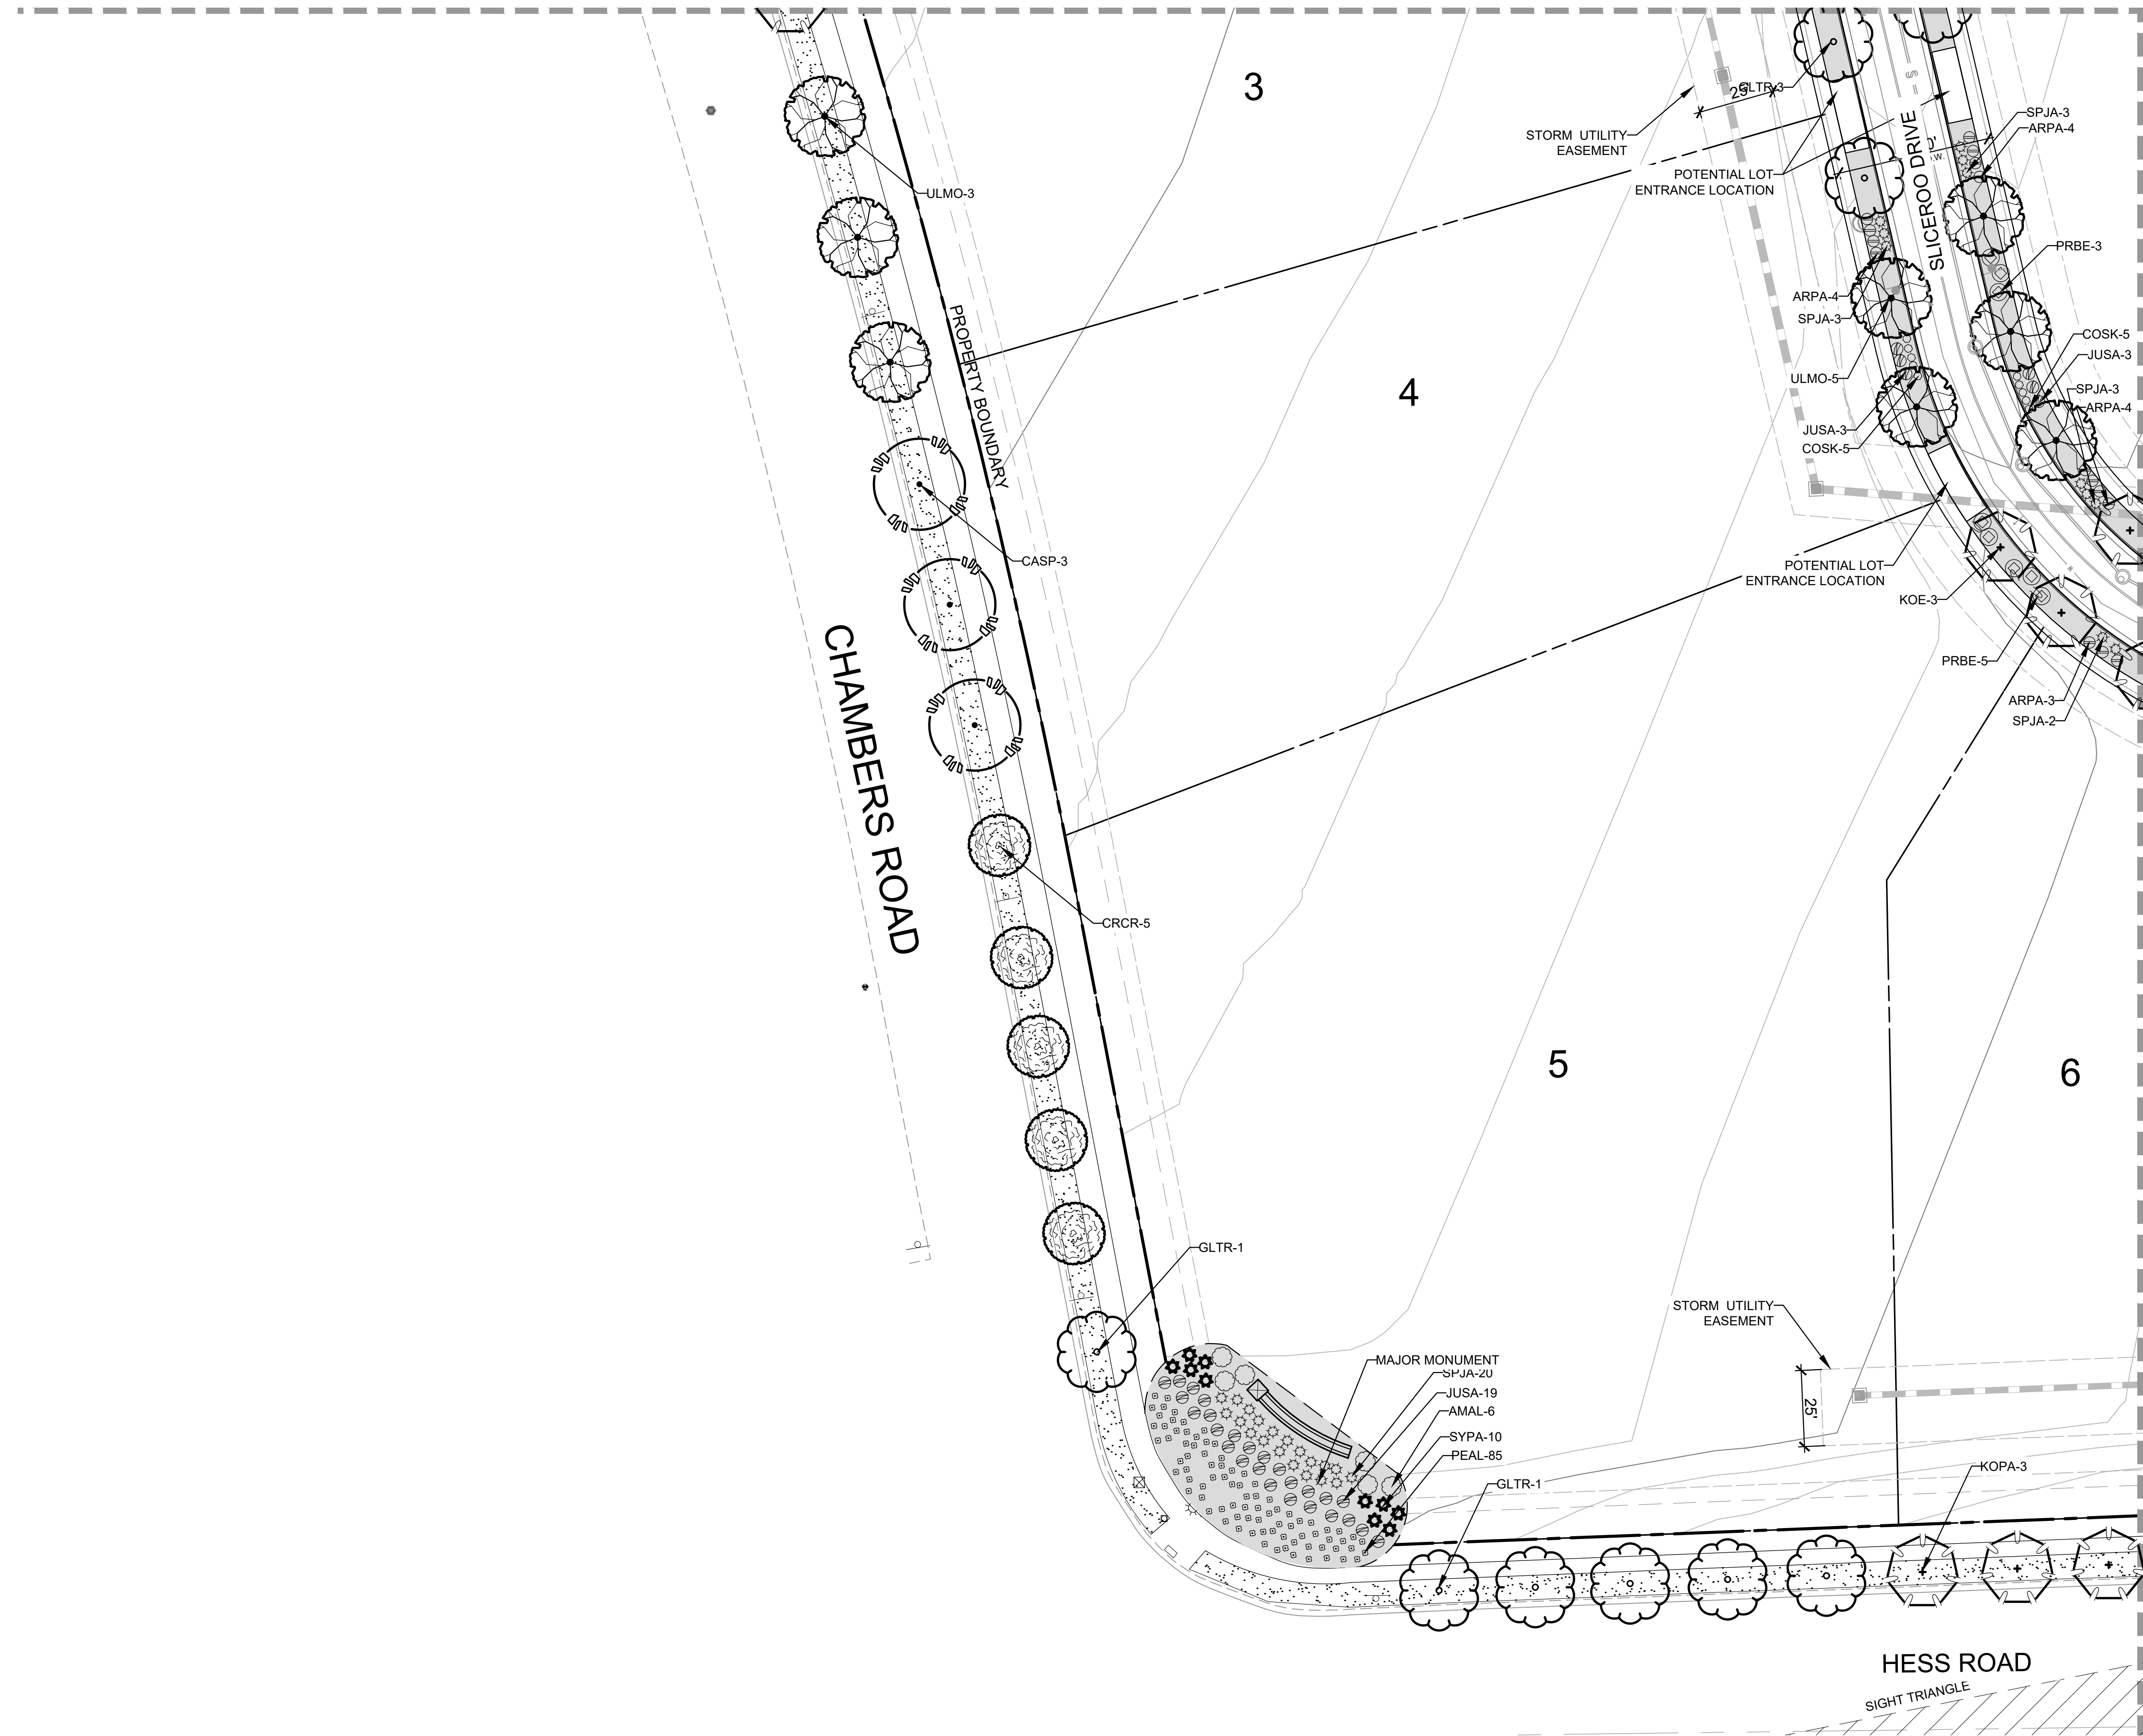 3
25'
GLTR-3
STORM UTILITY
EASEMENT
POTENTIAL LOT
ENTRANCE LOCATION
SLICEROO DRIVE
S
SPJA-3
ARPA-4
ULMO-3
PRBE-3
ARPA-4
SPJA-3
COSK-5
JUSA-3
SPJA-3
ARPA-4
ULMO-5
JUSA-3
COSK-5
PROPERTY BOUNDARY
4
CASP-3
POTENTIAL LOT
ENTRANCE LOCATION
KOE-3
PRBE-5
ARPA-3
SPJA-2
CHAMBERS ROAD
CRCR-5
5
6
GLTR-1
STORM UTILITY
EASEMENT
25'
MAJOR MONUMENT
SPJA-20
JUSA-19
AMAL-6
SYPA-10
PEAL-85
GLTR-1
KOPA-3
HESS ROAD
SIGHT TRIANGLE